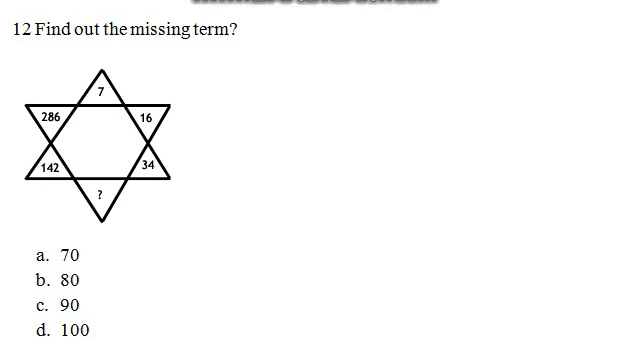 12 Find out the missing term?
7
286 16
142 34
?
a. 70
b. 80
c. 90
d. 100